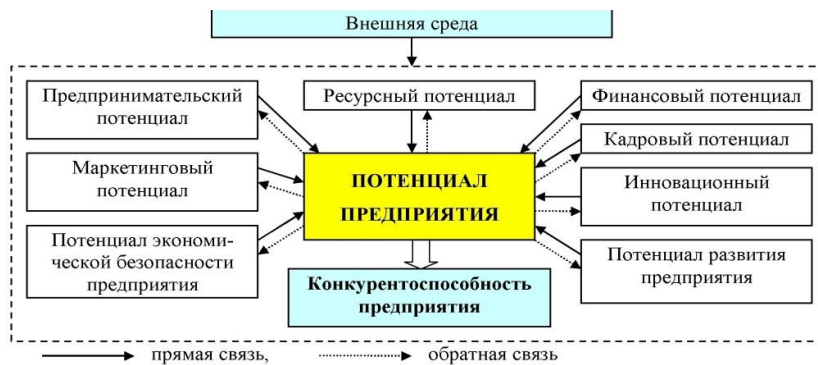 Внешняя среда
Предпринимательский
потенциал
Ресурсный потенциал
Финансовый потенциал
Кадровый потенциал
Маркетинговый
потенциал
ПОТЕНЦИАЛ
ПРЕДПРИЯТИЯ
Инновационный
потенциал
Потенциал экономи-
ческой безопасности
предприятия
Потенциал развития
предприятия
Конкурентоспособность
предприятия
прямая связь,
обратная связь